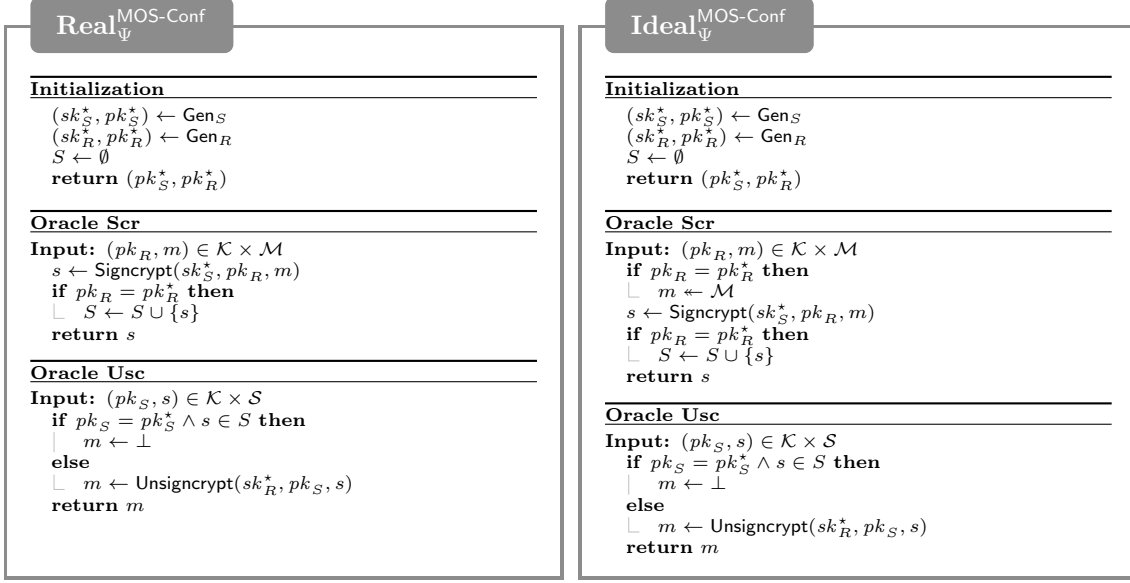 Real^{MOS-Conf}_Ψ
Initialization
(sk^⋆_S, pk^⋆_S) ← Gen_S
(sk^⋆_R, pk^⋆_R) ← Gen_R
S ← ∅
return (pk^⋆_S, pk^⋆_R)
Oracle Scr
Input: (pk_R, m) ∈ 𝒦 × ℳ
s ← Signcrypt(sk^⋆_S, pk_R, m)
if pk_R = pk^⋆_R then
S ← S ∪ {s}
return s
Oracle Usc
Input: (pk_S, s) ∈ 𝒦 × 𝒮
if pk_S = pk^⋆_S ∧ s ∈ S then
m ← ⊥
else
m ← Unsigncrypt(sk^⋆_R, pk_S, s)
return m
Ideal^{MOS-Conf}_Ψ
Initialization
(sk^⋆_S, pk^⋆_S) ← Gen_S
(sk^⋆_R, pk^⋆_R) ← Gen_R
S ← ∅
return (pk^⋆_S, pk^⋆_R)
Oracle Scr
Input: (pk_R, m) ∈ 𝒦 × ℳ
if pk_R = pk^⋆_R then
m ↞ ℳ
s ← Signcrypt(sk^⋆_S, pk_R, m)
if pk_R = pk^⋆_R then
S ← S ∪ {s}
return s
Oracle Usc
Input: (pk_S, s) ∈ 𝒦 × 𝒮
if pk_S = pk^⋆_S ∧ s ∈ S then
m ← ⊥
else
m ← Unsigncrypt(sk^⋆_R, pk_S, s)
return m